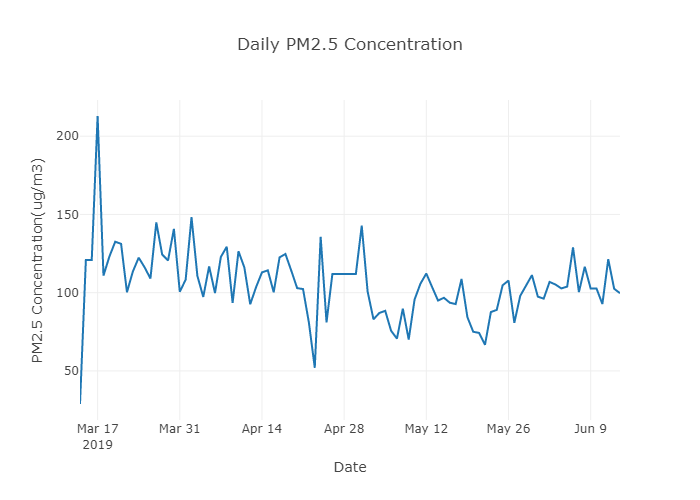 Daily PM2.5 Concentration
PM2.5 Concentration(ug/m3)
200
150
100
50
Mar 17
2019
Mar 31
Apr 14
Apr 28
May 12
May 26
Jun 9
Date